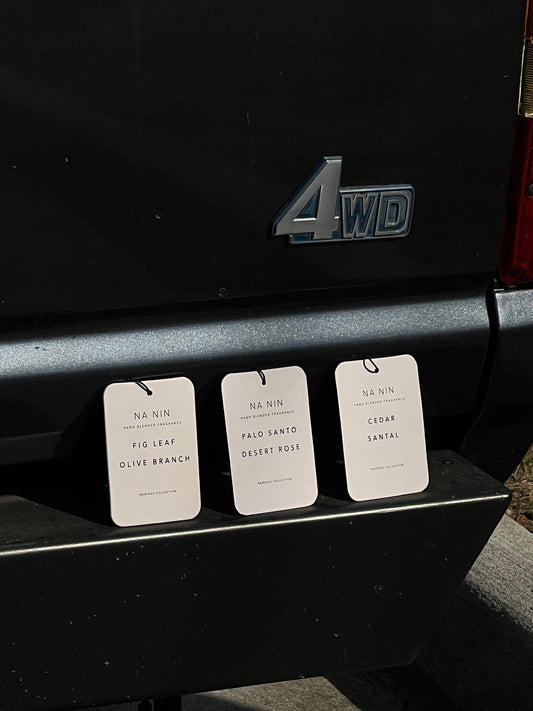 4WD
NA NIN
HAND BLENDED FRAGRANCE
FIG LEAF
OLIVE BRANCH
PAIRINGS COLLECTION
NA NIN
HAND BLENDED FRAGRANCE
PALO SANTO
DESERT ROSE
PAIRINGS COLLECTION
NA NIN
HAND BLENDED FRAGRANCE
CEDAR
SANTAL
PAIRINGS COLLECTION